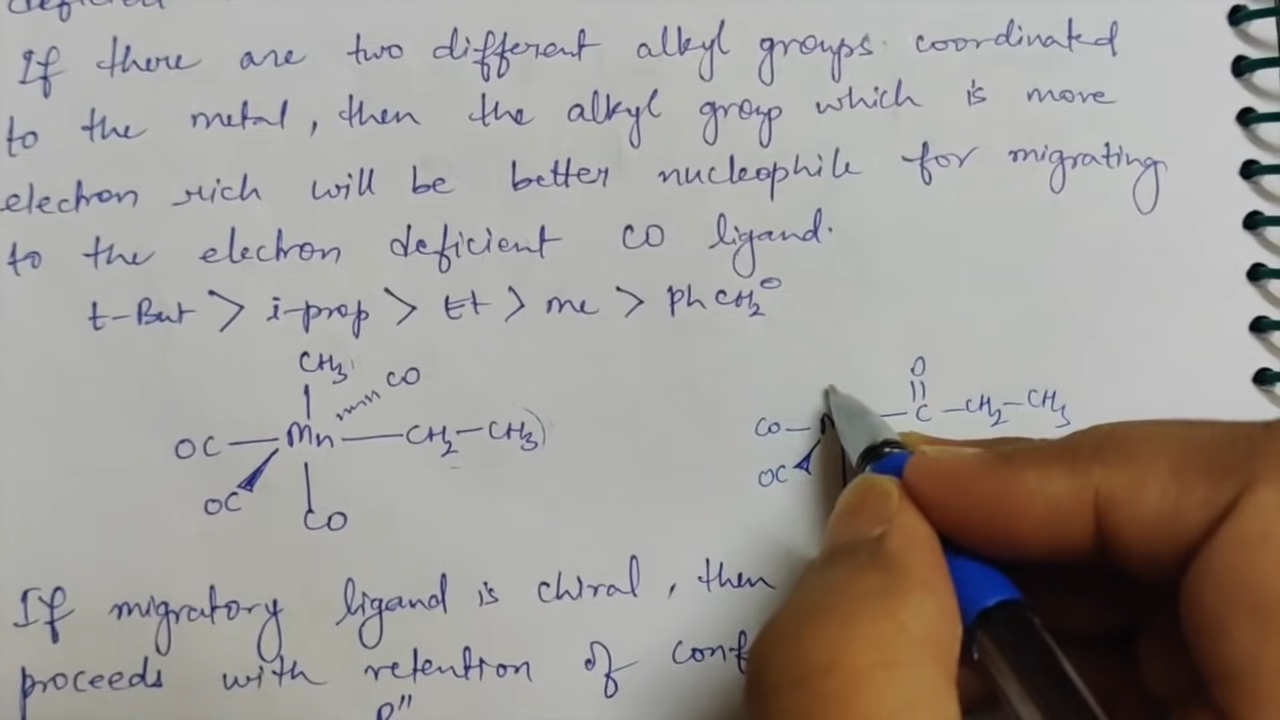 deficient
If there are two different alkyl groups coordinated
to the metal, then the alkyl group which is more
electron rich will be better nucleophile for migrating
to the electron deficient CO ligand.
t-But > i-prop > Et > me > PhCH₂⊖
CH₃
CO
OC — Mn — CH₂ — CH₃)
OC
CO
O
CO — C — CH₂ — CH₃
OC
If migratory ligand is chiral, then
proceeds with retention of conf
R"